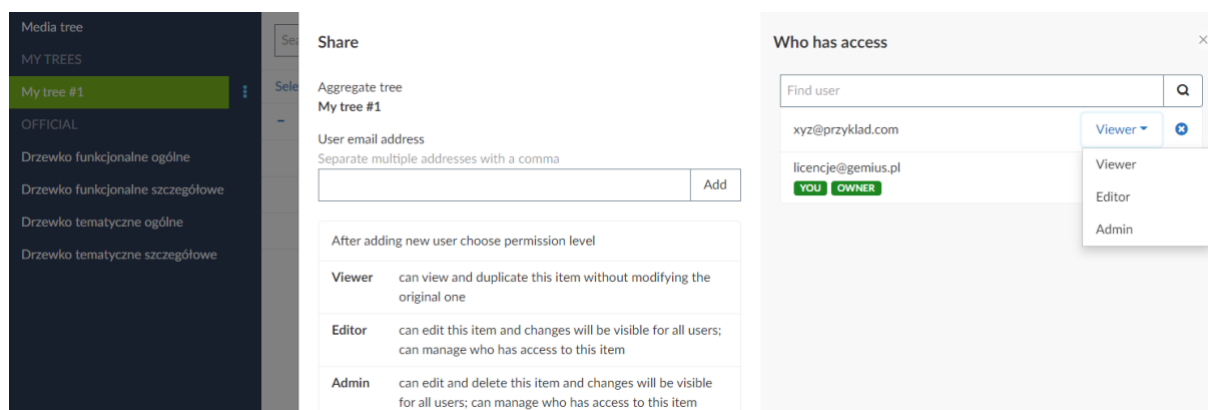 Media tree
MY TREES
My tree #1
OFFICIAL
Drzewko funkcjonalne ogólne
Drzewko funkcjonalne szczegółowe
Drzewko tematyczne ogólne
Drzewko tematyczne szczegółowe
Share
Aggregate tree
My tree #1
User email address
Separate multiple addresses with a comma
Add
After adding new user choose permission level
Viewer can view and duplicate this item without modifying the
original one
Editor can edit this item and changes will be visible for all users;
can manage who has access to this item
Admin can edit and delete this item and changes will be visible
for all users; can manage who has access to this item
Who has access
Find user
xyz@przyklad.com Viewer
licencje@gemius.pl
YOU OWNER
Viewer
Editor
Admin